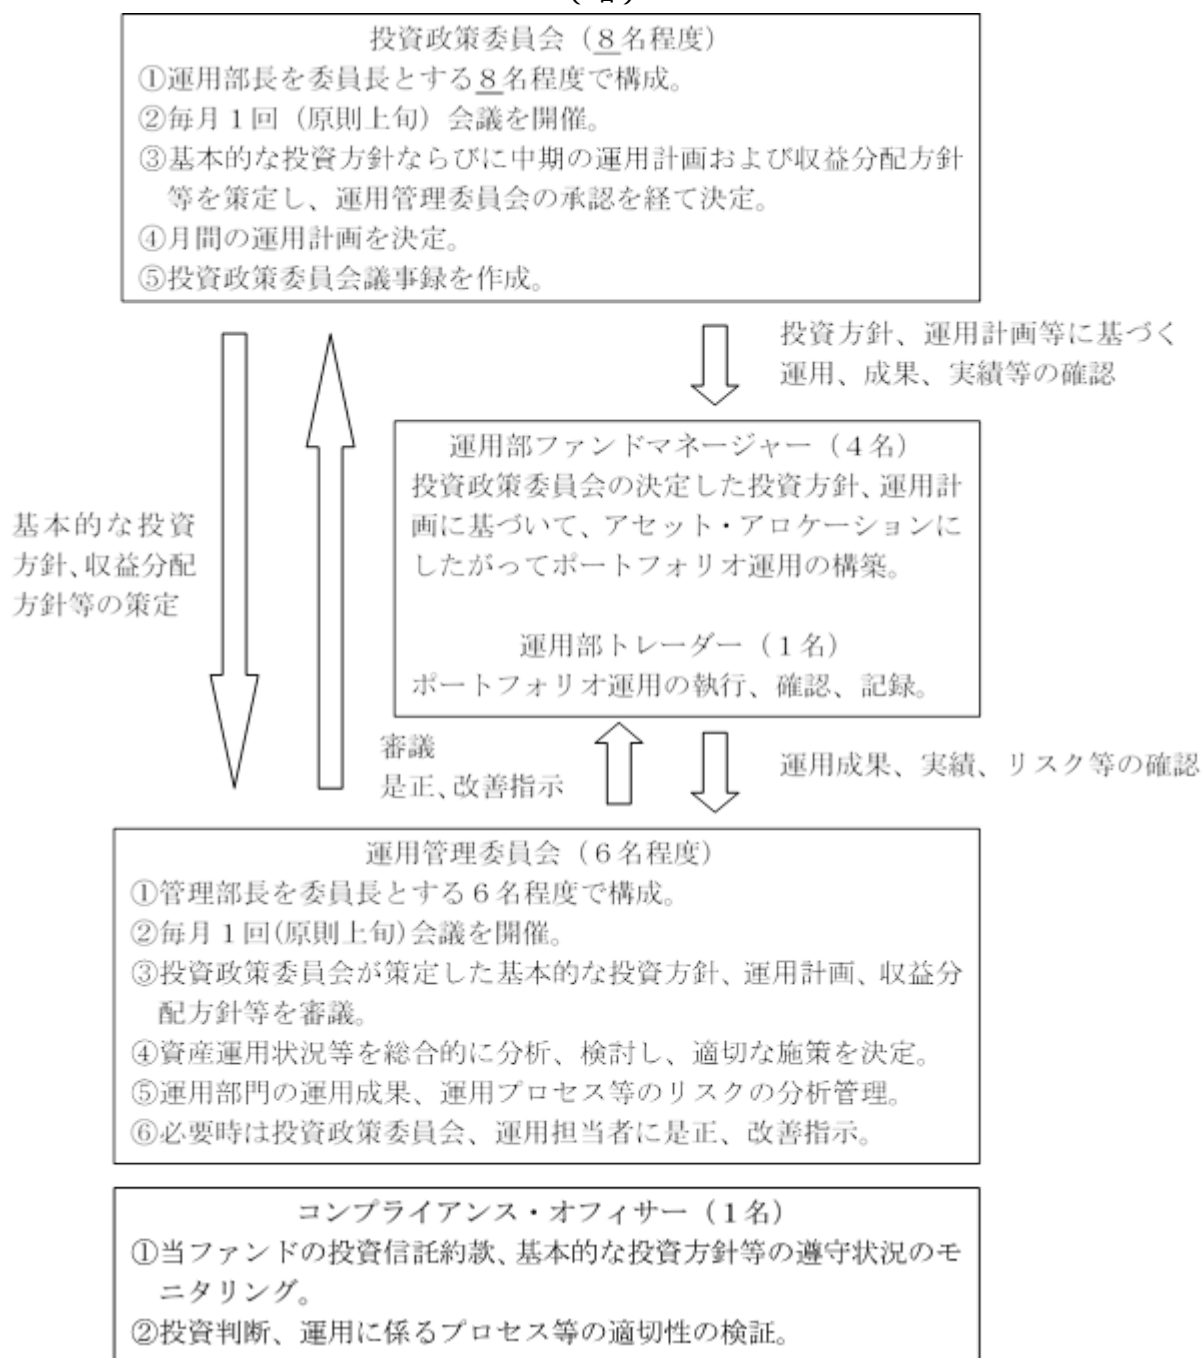 投資政策委員会（8名程度）
①運用部長を委員長とする8名程度で構成。
②毎月1回（原則上旬）会議を開催。
③基本的な投資方針ならびに中期の運用計画および収益分配方針
等を策定し、運用管理委員会の承認を経て決定。
④月間の運用計画を決定。
⑤投資政策委員会議事録を作成。
投資方針、運用計画等に基づく
運用、成果、実績等の確認
基本的な投資
方針、収益分配
方針等の策定
運用部ファンドマネージャー（4名）
投資政策委員会の決定した投資方針、運用計
画に基づいて、アセット・アロケーションに
したがってポートフォリオ運用の構築。
運用部トレーダー（1名）
ポートフォリオ運用の執行、確認、記録。
審議
是正、改善指示
運用成果、実績、リスク等の確認
運用管理委員会（6名程度）
①管理部長を委員長とする6名程度で構成。
②毎月1回(原則上旬)会議を開催。
③投資政策委員会が策定した基本的な投資方針、運用計画、収益分
配方針等を審議。
④資産運用状況等を総合的に分析、検討し、適切な施策を決定。
⑤運用部門の運用成果、運用プロセス等のリスクの分析管理。
⑥必要時は投資政策委員会、運用担当者に是正、改善指示。
コンプライアンス・オフィサー（1名）
①当ファンドの投資信託約款、基本的な投資方針等の遵守状況のモ
ニタリング。
②投資判断、運用に係るプロセス等の適切性の検証。